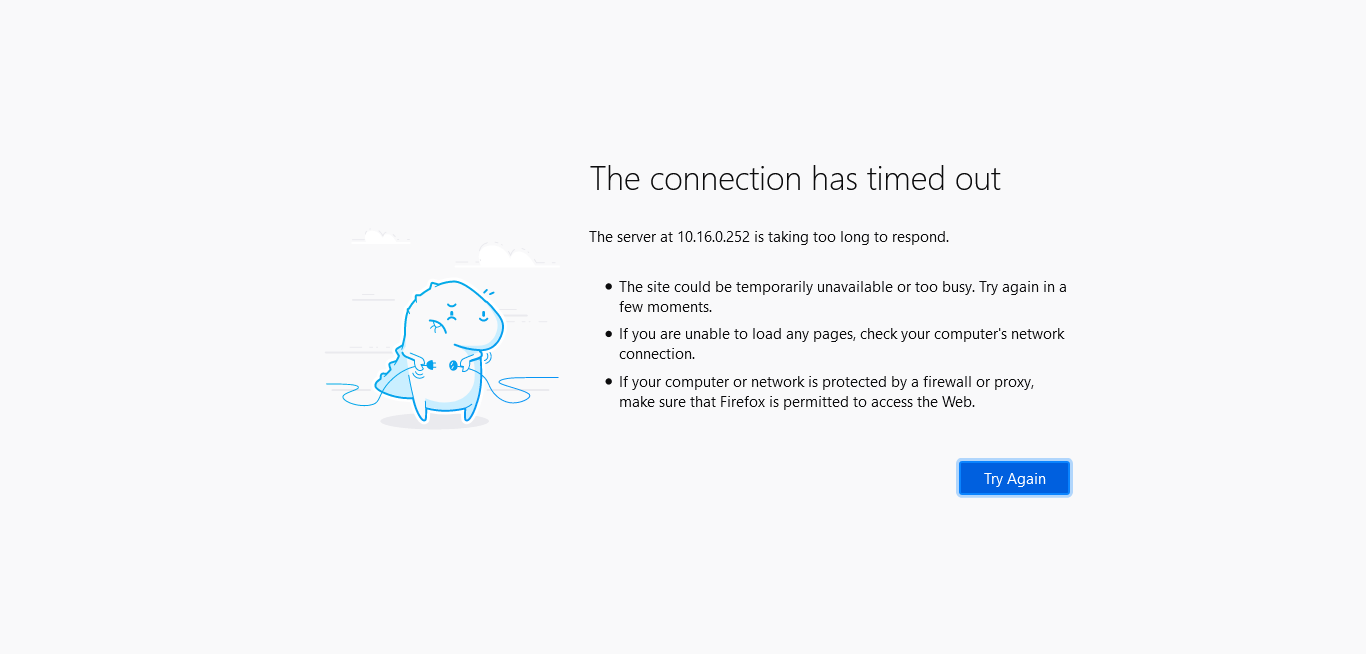 The connection has timed out
The server at 10.16.0.252 is taking too long to respond.
The site could be temporarily unavailable or too busy. Try again in a
few moments.
If you are unable to load any pages, check your computer's network
connection.
If your computer or network is protected by a firewall or proxy,
make sure that Firefox is permitted to access the Web.
Try Again